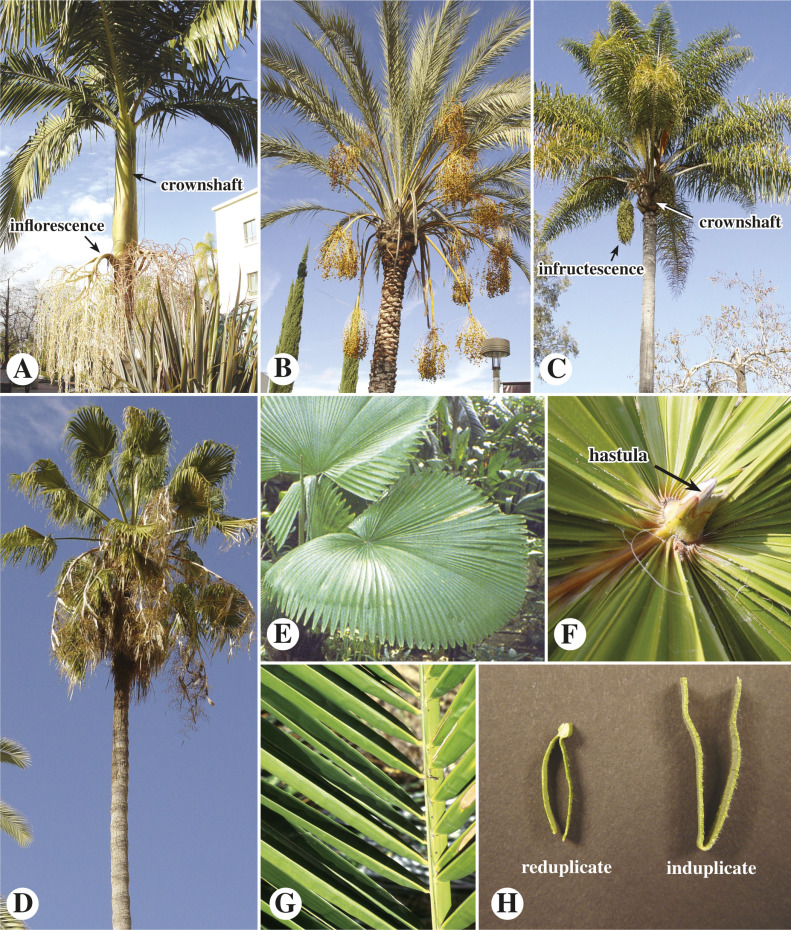 crownshaft
inflorescence
A
B
crownshaft
infructescence
C
D
E
hastula
F
G
reduplicate
induplicate
H